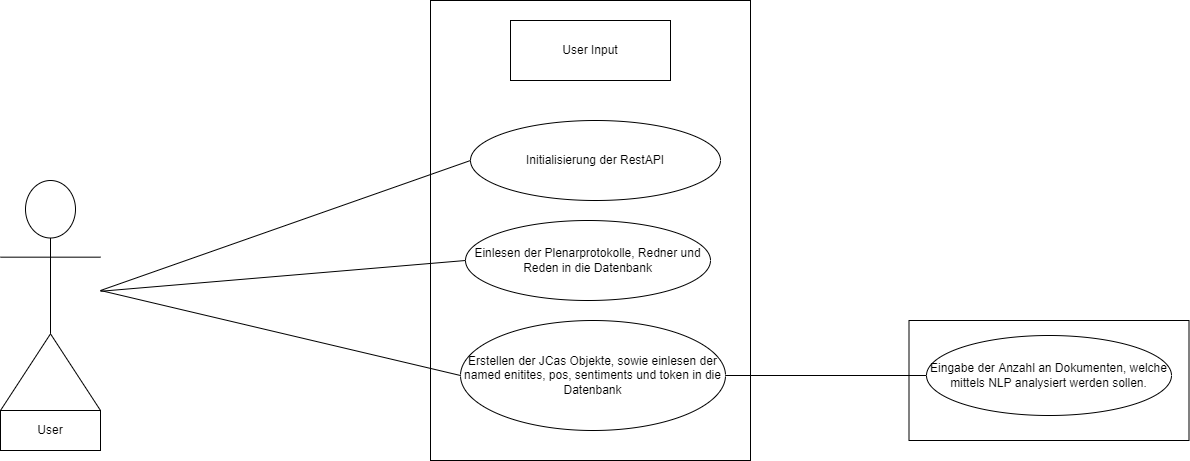 User Input
Initialisierung der RestAPI
Einlesen der Plenarprotokolle, Redner und
Reden in die Datenbank
Erstellen der JCas Objekte, sowie einlesen der
named enitites, pos, sentiments und token in die
Datenbank
Eingabe der Anzahl an Dokumenten, welche
mittels NLP analysiert werden sollen.
User